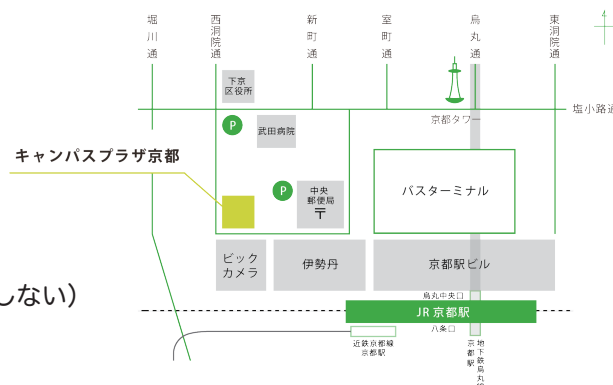 堀川通
西洞院通
新町通
室町通
烏丸通
東洞院通
4
下京
区役所
塩小路通
京都タワー
P
武田病院
キャンパスプラザ京都
P
中央
郵便局
〒
バスターミナル
ビック
カメラ
伊勢丹
京都駅ビル
しない）
烏丸中央口
JR 京都駅
八条口
近鉄京都線
京都駅
地下鉄烏丸線
京都駅